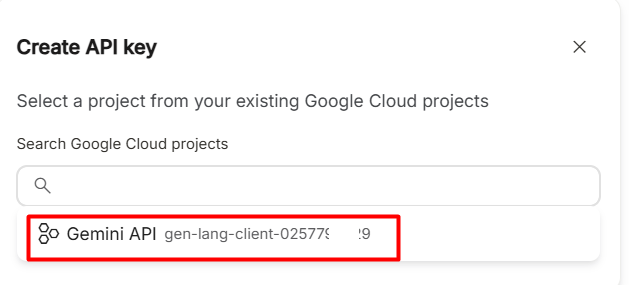 Create API key
Select a project from your existing Google Cloud projects
Search Google Cloud projects
Gemini API gen-lang-client-025779 29